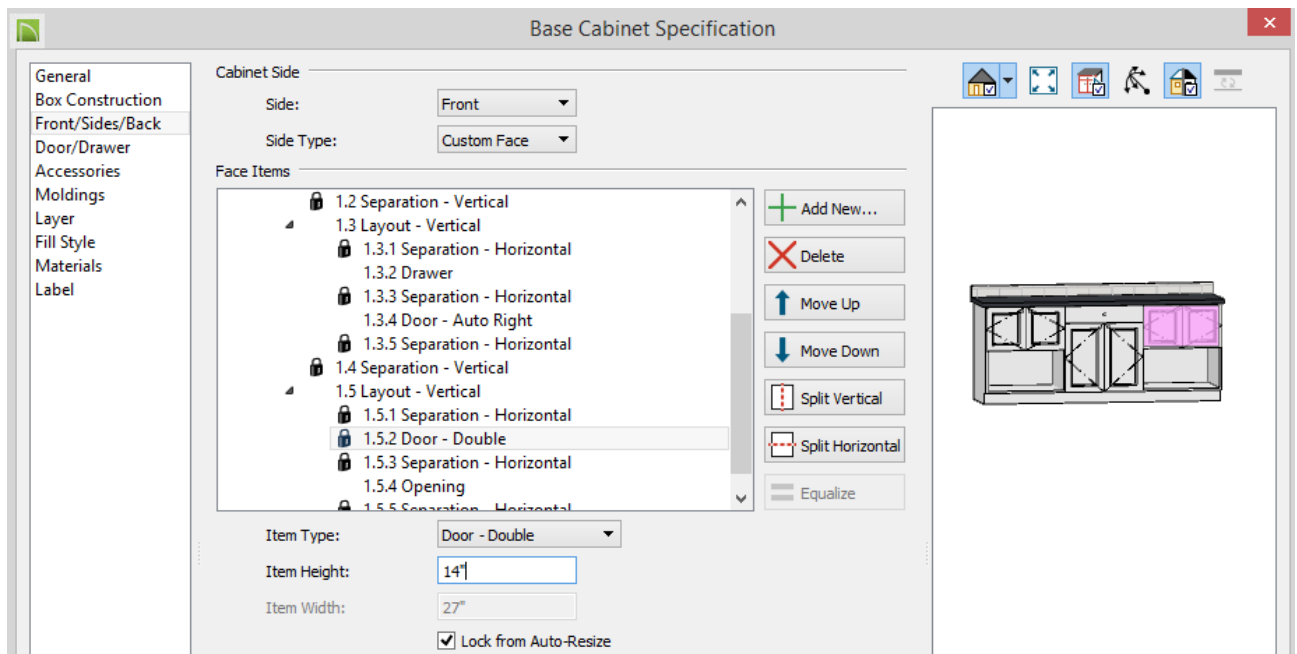 Base Cabinet Specification
General
Box Construction
Front/Sides/Back
Door/Drawer
Accessories
Moldings
Layer
Fill Style
Materials
Label
Cabinet Side
Side:
Front
Side Type:
Custom Face
Face Items
1.2 Separation - Vertical
1.3 Layout - Vertical
1.3.1 Separation - Horizontal
1.3.2 Drawer
1.3.3 Separation - Horizontal
1.3.4 Door - Auto Right
1.3.5 Separation - Horizontal
1.4 Separation - Vertical
1.5 Layout - Vertical
1.5.1 Separation - Horizontal
1.5.2 Door - Double
1.5.3 Separation - Horizontal
1.5.4 Opening
1.5.5 Separation - Horizontal
Add New...
Delete
Move Up
Move Down
Split Vertical
Split Horizontal
Equalize
Item Type:
Door - Double
Item Height:
14"
Item Width:
27"
Lock from Auto-Resize